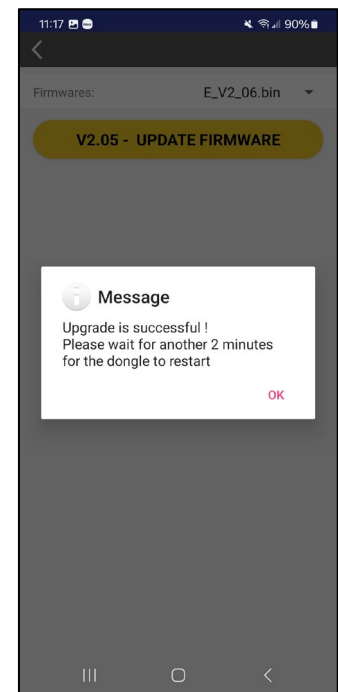 11:17 90%
Firmwares: E_V2_06.bin
V2.05 - UPDATE FIRMWARE
Message
Upgrade is successful !
Please wait for another 2 minutes
for the dongle to restart
OK